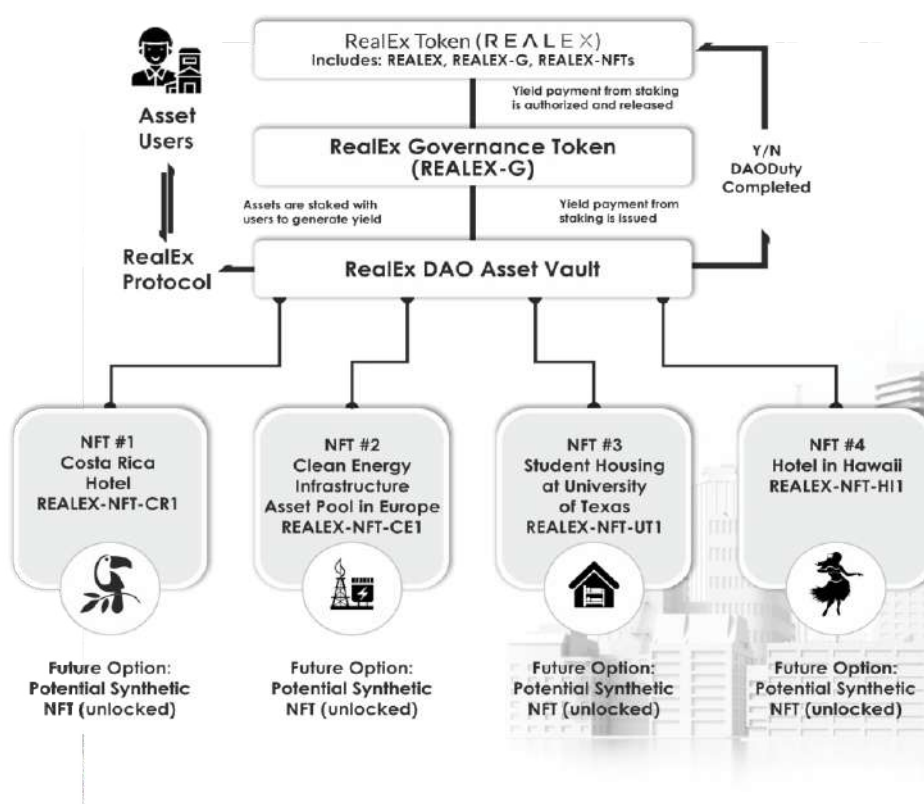 RealEx Token (REALEX)
Includes: REALEX, REALEX-G, REALEX-NFTs
Asset
Users
Yield payment from staking
is authorized and released
RealEx Governance Token
(REALEX-G)
Y/N
DAODuty
Completed
Assets are staked with
users to generate yield
Yield payment from
staking is issued
RealEx
Protocol
RealEx DAO Asset Vault
NFT #1
Costa Rica
Hotel
REALEX-NFT-CR1
NFT #2
Clean Energy
Infrastructure
Asset Pool in Europe
REALEX-NFT-CE1
NFT #3
Student Housing
at University
of Texas
REALEX-NFT-UT1
NFT #4
Hotel in Hawaii
REALEX-NFT-HI1
Future Option:
Potential Synthetic
NFT (unlocked)
Future Option:
Potential Synthetic
NFT (unlocked)
Future Option:
Potential Synthetic
NFT (unlocked)
Future Option:
Potential Synthetic
NFT (unlocked)